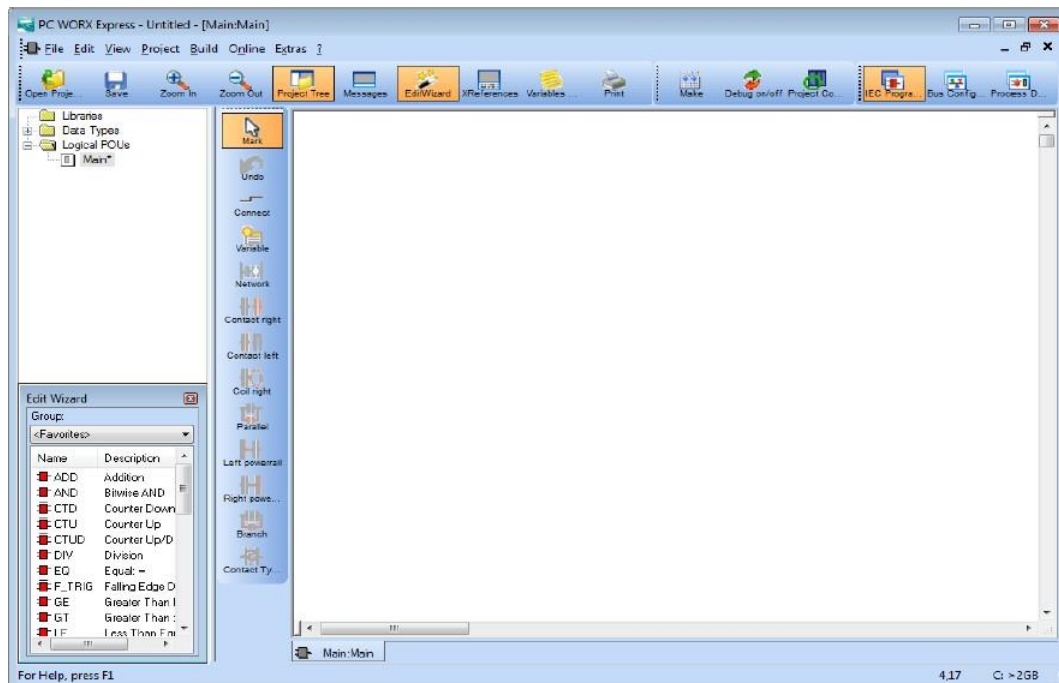 PC WORX Express - Untitled - [Main:Main]
File Edit View Project Build Online Extras ?
Open Proje... Save Zoom In Zoom Out Project Tree Messages EditWizard XReferences Variables ... Print Make Debug on/off Project Co... IEC Progra... Bus Config... Process D...
Libraries
Data Types
Logical POUs
Main*
Mark
Undo
Connect
Variable
Network
Contact right
Contact left
Coil right
Parallel
Left powerrail
Right powe...
Branch
Contact Ty...
Edit Wizard
Group:
<Favorites>
Name Description
ADD Addition
AND Bitwise AND
CTD Counter Down
CTU Counter Up
CTUD Counter Up/D
DIV Division
EQ Equal: =
F_TRIG Falling Edge D
GE Greater Than
GT Greater Than :
LE Less Than Equ
Main:Main
For Help, press F1
4,17 C: >2GB